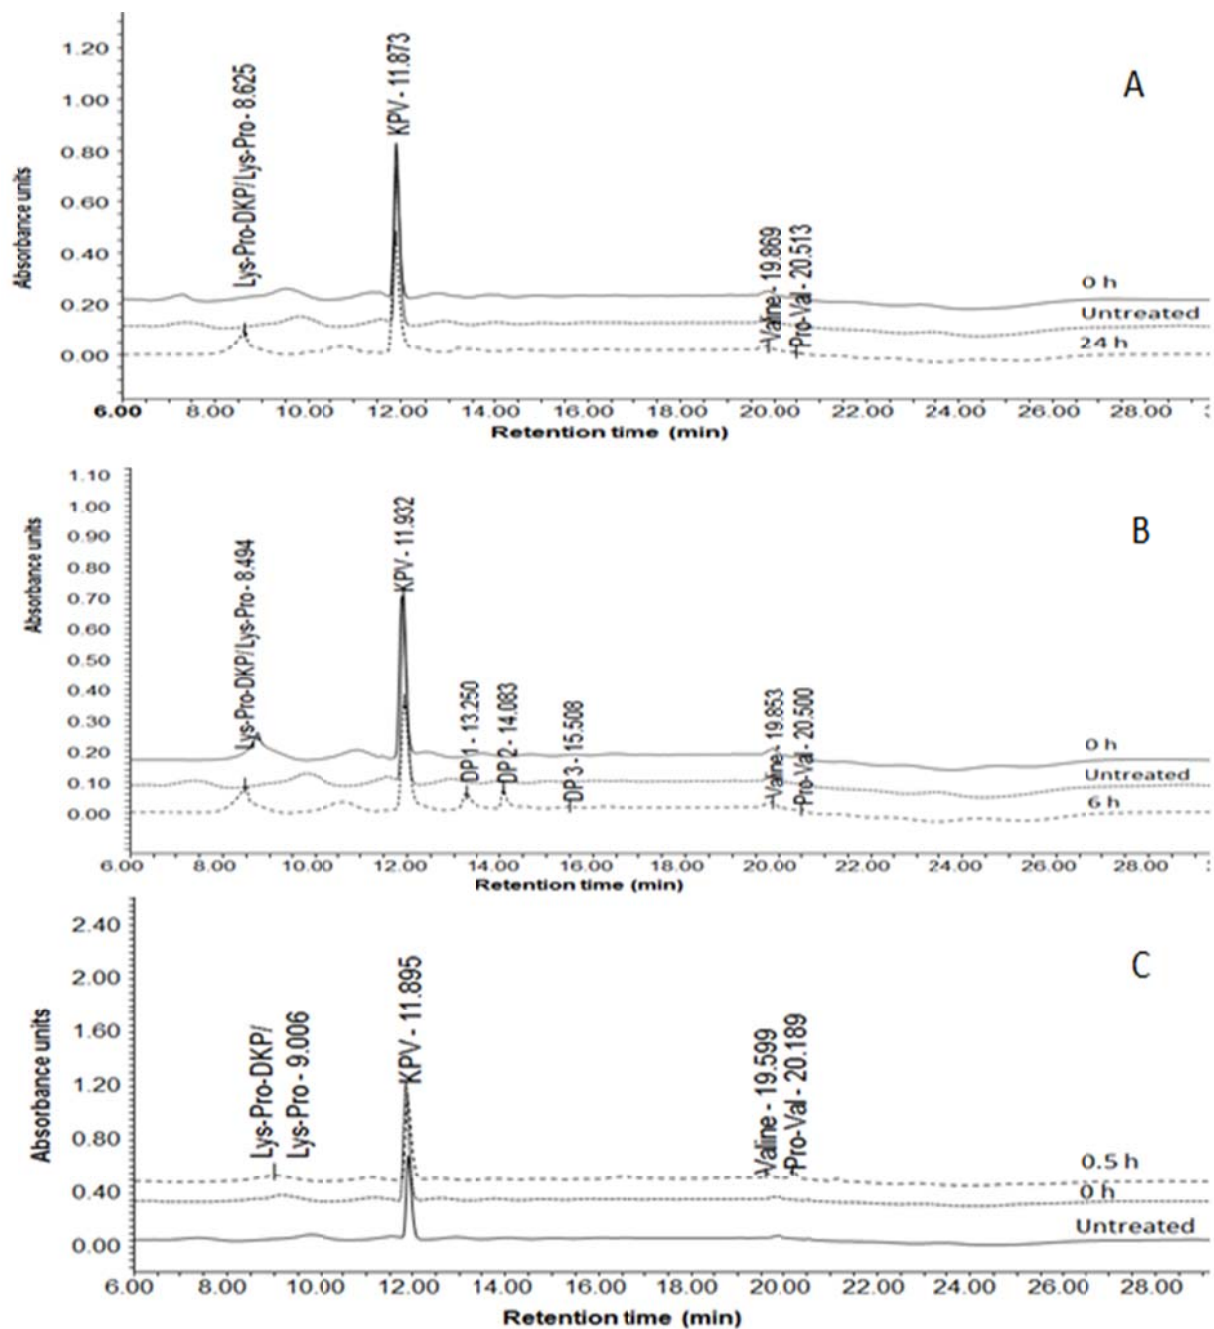 A
Absorbance units
1.20
1.00
0.80
0.60
0.40
0.20
0.00
Lys-Pro-DKP/Lys-Pro - 8.625
KPV - 11.873
Valine - 19.869
Pro-Val - 20.513
0 h
Untreated
24 h
6.00 8.00 10.00 12.00 14.00 16.00 18.00 20.00 22.00 24.00 26.00 28.00
Retention time (min)
B
Absorbance units
1.10
1.00
0.90
0.80
0.70
0.60
0.50
0.40
0.30
0.20
0.10
0.00
Lys-Pro-DKP/Lys-Pro - 8.494
KPV - 11.932
DP1 - 13.250
DP2 - 14.083
DP3 - 15.508
Valine - 19.853
Pro-Val - 20.500
0 h
Untreated
6 h
6.00 8.00 10.00 12.00 14.00 16.00 18.00 20.00 22.00 24.00 26.00 28.00
Retention time (min)
C
Absorbance units
2.40
2.00
1.60
1.20
0.80
0.40
0.00
Lys-Pro-DKP/
Lys-Pro - 9.006
KPV - 11.895
Valine - 19.599
Pro-Val - 20.189
0.5 h
0 h
Untreated
6.00 8.00 10.00 12.00 14.00 16.00 18.00 20.00 22.00 24.00 26.00 28.00
Retention time (min)